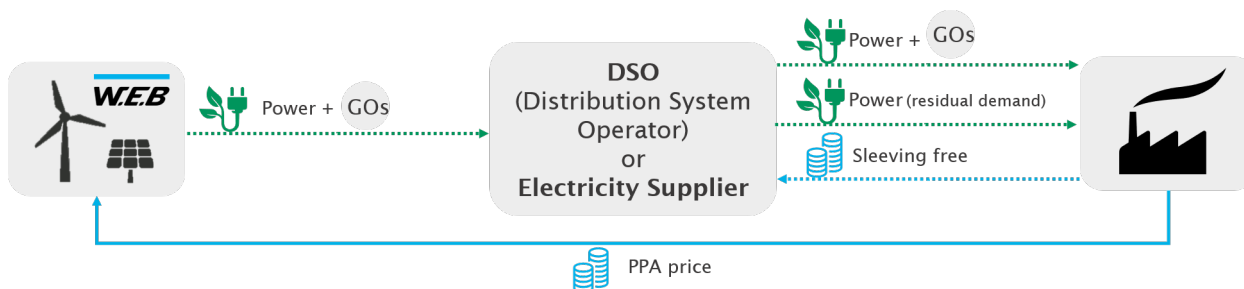 W.E.B
Power + GOs
DSO
(Distribution System
Operator)
or
Electricity Supplier
Power + GOs
Power (residual demand)
Sleeving free
PPA price